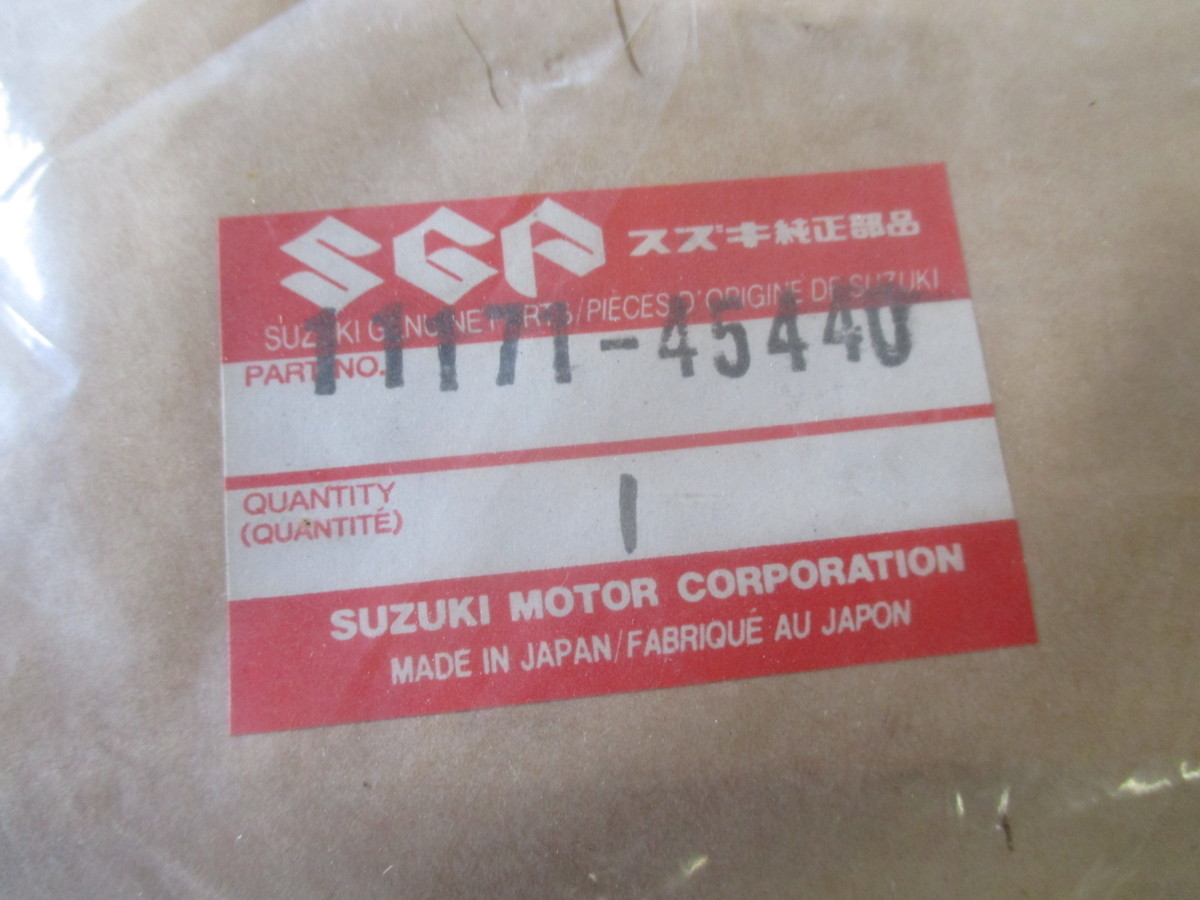 SGP スズキ純正部品
SUZUKI GENUINE PARTS/PIÈCES D'ORIGINE DE SUZUKI
PART NO. 11171-45440
QUANTITY
(QUANTITÉ) 1
SUZUKI MOTOR CORPORATION
MADE IN JAPAN/FABRIQUÉ AU JAPON